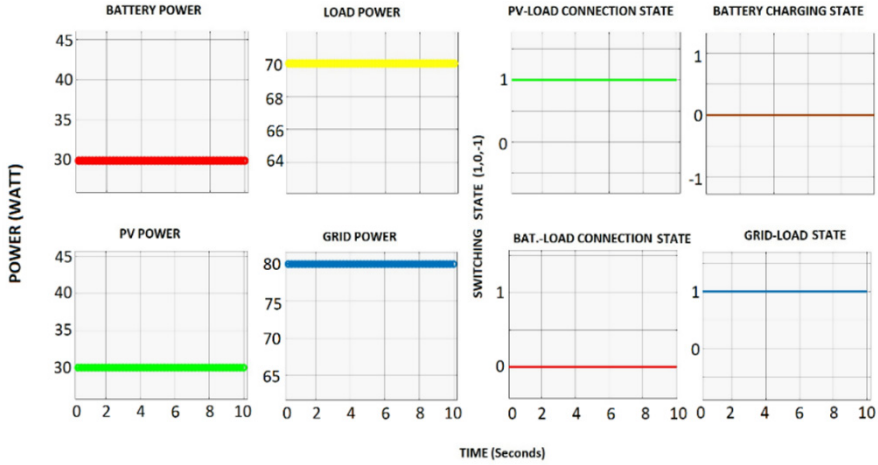 BATTERY POWER
LOAD POWER
PV-LOAD CONNECTION STATE
BATTERY CHARGING STATE
45
40
35
30
70
68
66
64
1
0
1
0
-1
POWER (WATT)
SWITCHING STATE (1,0,-1)
PV POWER
GRID POWER
BAT.-LOAD CONNECTION STATE
GRID-LOAD STATE
45
40
35
30
80
75
70
65
1
0
1
0
0 2 4 6 8 10
0 2 4 6 8 10
0 2 4 6 8 10
0 2 4 6 8 10
TIME (Seconds)